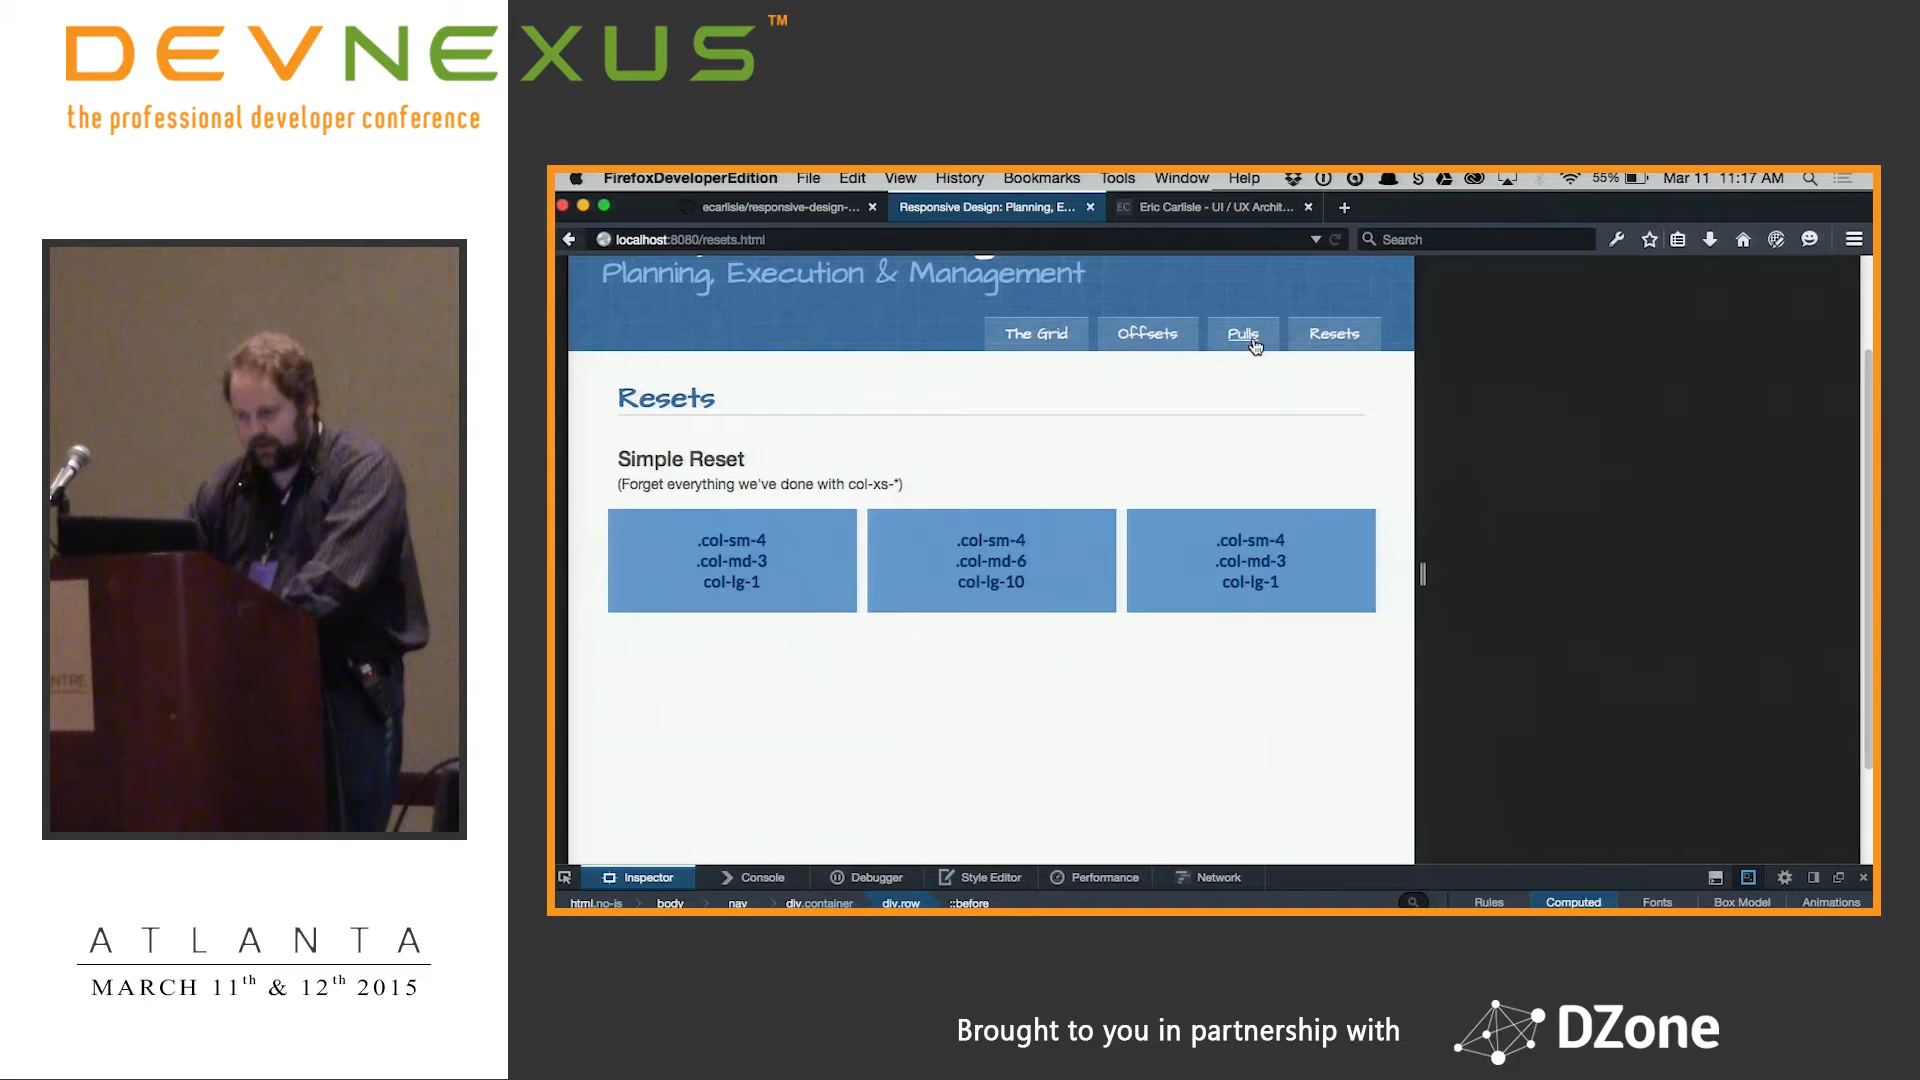 DEVNEXUS™
the professional developer conference
FirefoxDeveloperEdition File Edit View History Bookmarks Tools Window Help 55% Mar 11 11:17 AM
ecarlisle/responsive-design-... Responsive Design: Planning, E... EC Eric Carlisle - UI / UX Archit...
localhost:8080/resets.html Search
Planning, Execution & Management
The Grid Offsets Pulls Resets
Resets
Simple Reset
(Forget everything we've done with col-xs-*)
.col-sm-4
.col-md-3
col-lg-1
.col-sm-4
.col-md-6
col-lg-10
.col-sm-4
.col-md-3
col-lg-1
NTRE
Inspector Console Debugger Style Editor Performance Network
html.no-js body nav div.container div.row ::before Rules Computed Fonts Box Model Animations
ATLANTA
MARCH 11th & 12th 2015
Brought to you in partnership with DZone